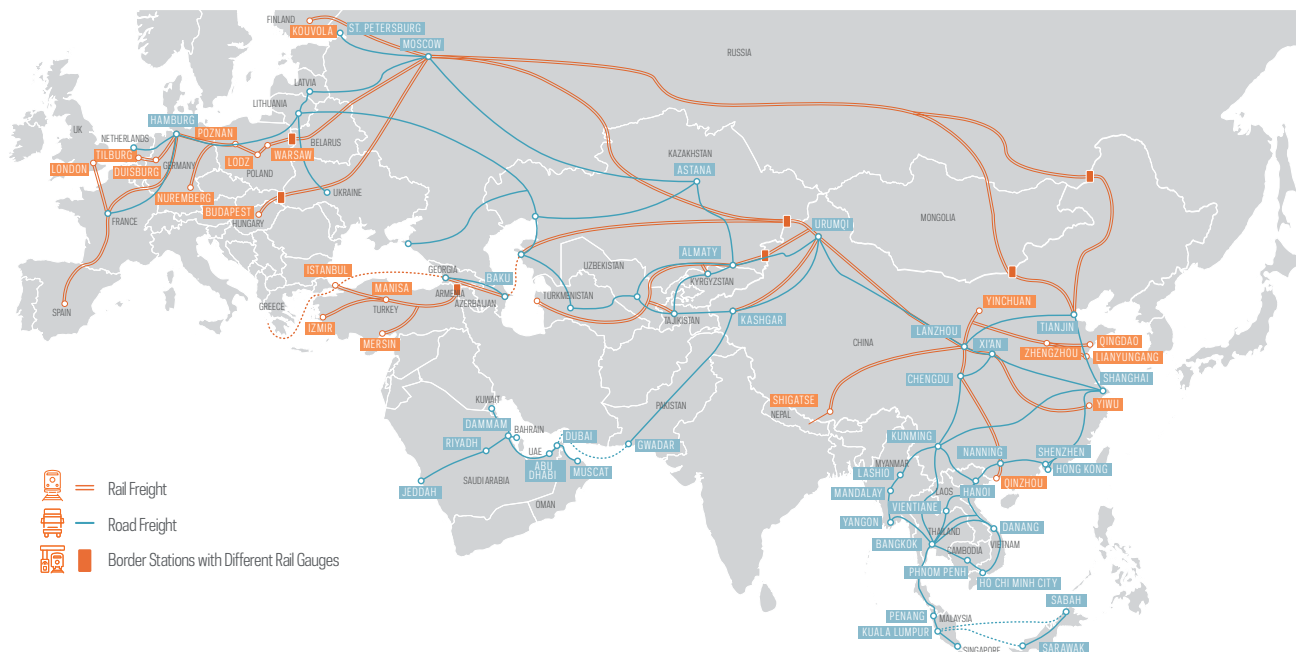 FINLAND
KOUVOLA
ST. PETERSBURG
MOSCOW
RUSSIA
LATVIA
LITHUANIA
UK
HAMBURG
NETHERLANDS
POZNAN
BELARUS
TILBURG
LONDON
DUISBURG
GERMANY
LODZ
WARSAW
POLAND
KAZAKHSTAN
ASTANA
NUREMBERG
UKRAINE
BUDAPEST
HUNGARY
FRANCE
MONGOLIA
URUMQI
ALMATY
ISTANBUL
GEORGIA
BAKU
UZBEKISTAN
KYRGYZSTAN
MANISA
ARMENIA
AZERBAIJAN
TURKMENISTAN
SPAIN
GREECE
TURKEY
IZMIR
MERSIN
TAJIKISTAN
KASHGAR
YINCHUAN
LANZHOU
TIANJIN
CHINA
XI'AN
QINGDAO
ZHENGZHOU
LIANYUNGANG
CHENGDU
SHANGHAI
SHIGATSE
NEPAL
YIWU
KUWAIT
PAKISTAN
DAMMAM
BAHRAIN
RIYADH
DUBAI
GWADAR
UAE
ABU
DHABI
MUSCAT
SAUDI ARABIA
JEDDAH
OMAN
KUNMING
NANNING
SHENZHEN
HONG KONG
MYANMAR
LASHIO
QINZHOU
MANDALAY
LAOS
HANOI
VIENTIANE
YANGON
THAILAND
DANANG
BANGKOK
VIETNAM
CAMBODIA
PHNOM PENH
HO CHI MINH CITY
SABAH
PENANG
MALAYSIA
KUALA LUMPUR
SINGAPORE
SARAWAK
Rail Freight
Road Freight
Border Stations with Different Rail Gauges